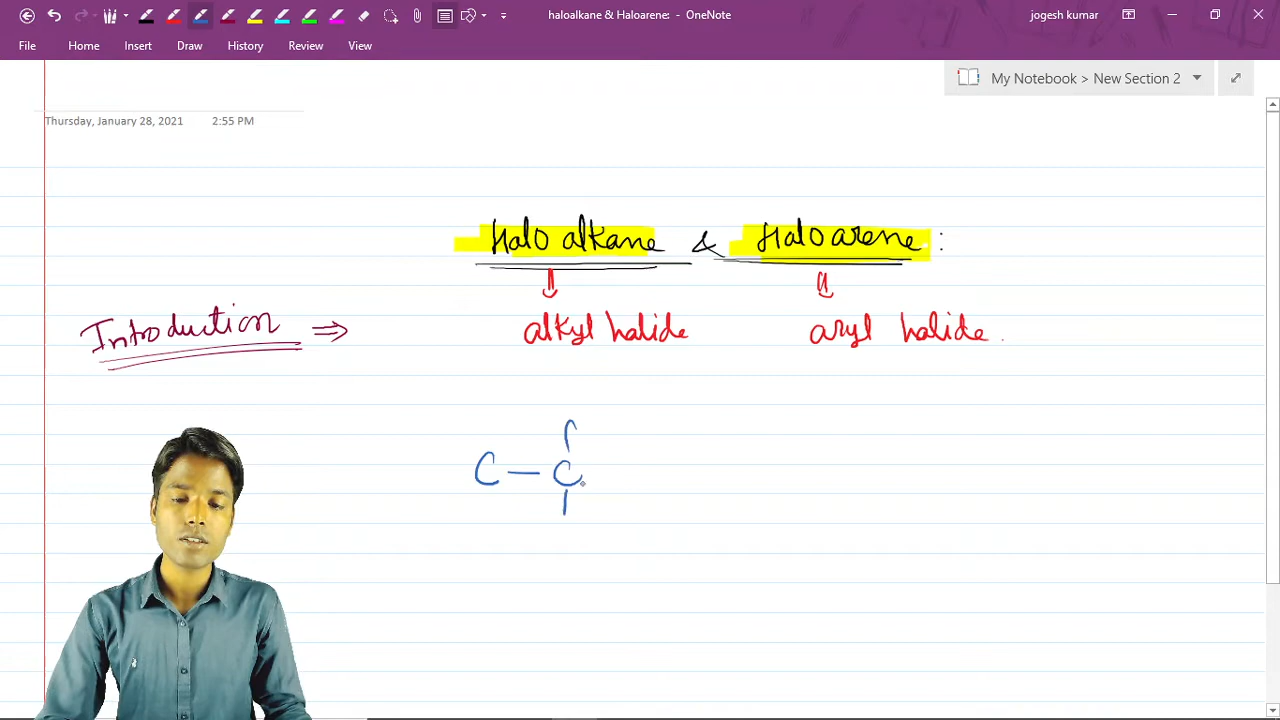 haloalkane & Haloarene: - OneNote
jogesh kumar
File Home Insert Draw History Review View
My Notebook > New Section 2
Thursday, January 28, 2021 2:55 PM
Halo alkane & Haloarene :
Introduction ⇒ alkyl halide aryl halide.
C — C